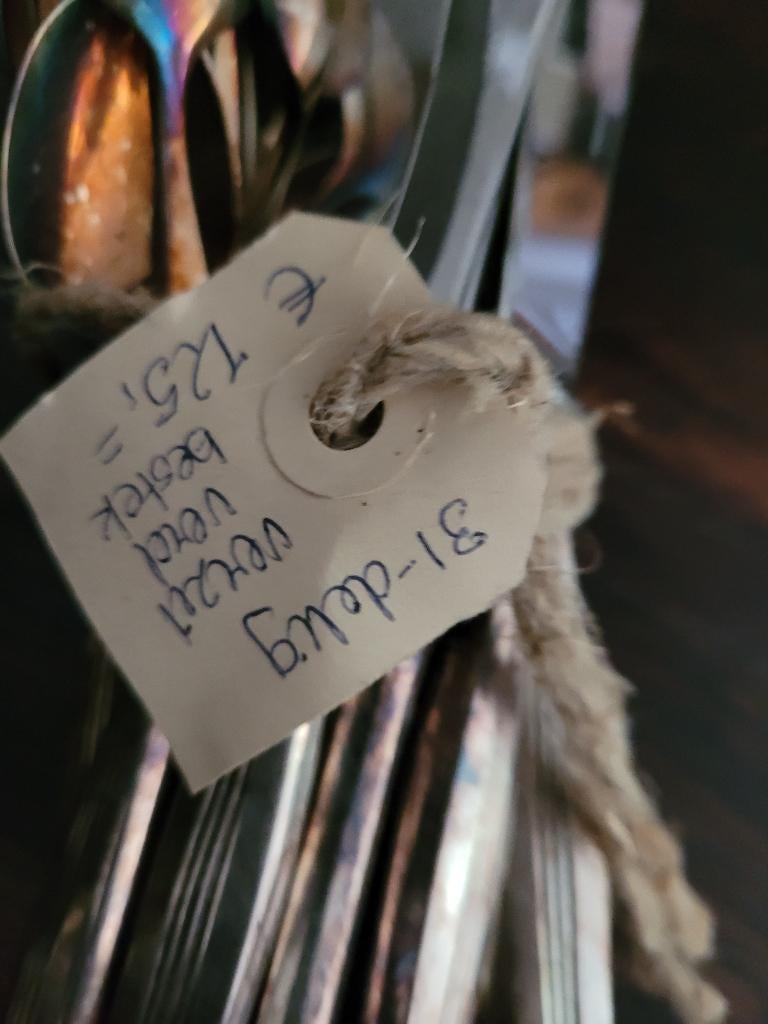 31-delig
verzil
verd
bestek
€ 125,=